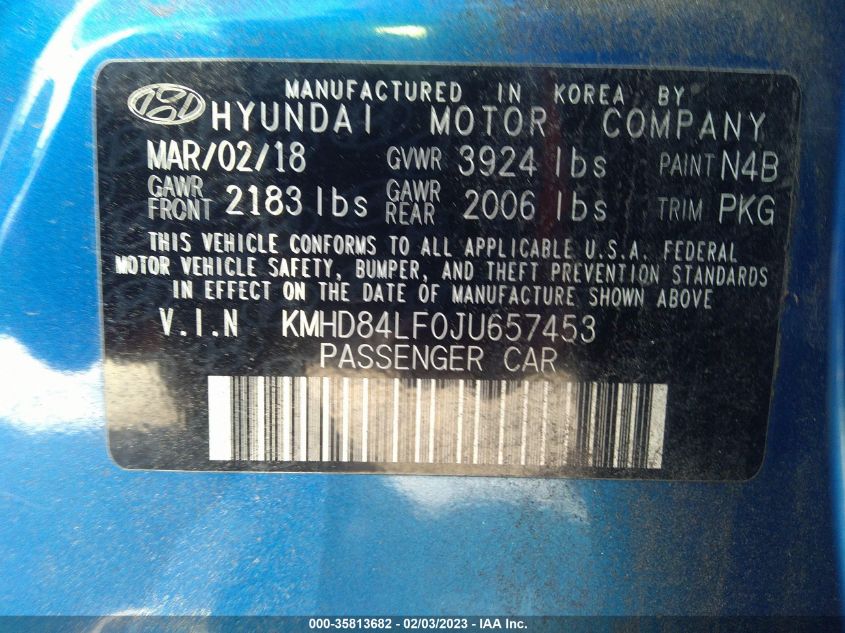 MANUFACTURED IN KOREA BY
HYUNDAI MOTOR COMPANY
MAR/02/18 GVWR 3924 lbs PAINT N4B
GAWR FRONT 2183 lbs GAWR REAR 2006 lbs TRIM PKG
THIS VEHICLE CONFORMS TO ALL APPLICABLE U.S.A. FEDERAL
MOTOR VEHICLE SAFETY, BUMPER, AND THEFT PREVENTION STANDARDS
IN EFFECT ON THE DATE OF MANUFACTURE SHOWN ABOVE
V.I.N KMHD84LF0JU657453
PASSENGER CAR
000-35813682 - 02/03/2023 - IAA Inc.